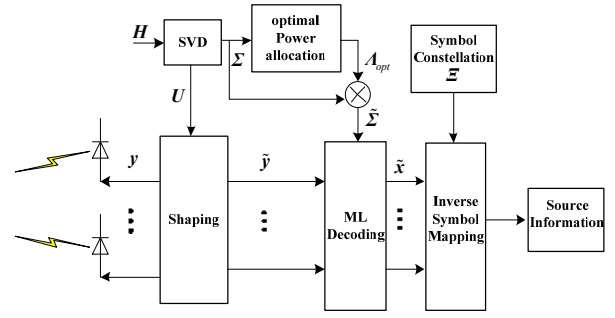 H
SVD
Σ
optimal
Power
allocation
Λopt
Symbol
Constellation
Ξ
U
Σ̃
y
ỹ
x̃
Shaping
ML
Decoding
Inverse
Symbol
Mapping
Source
Information